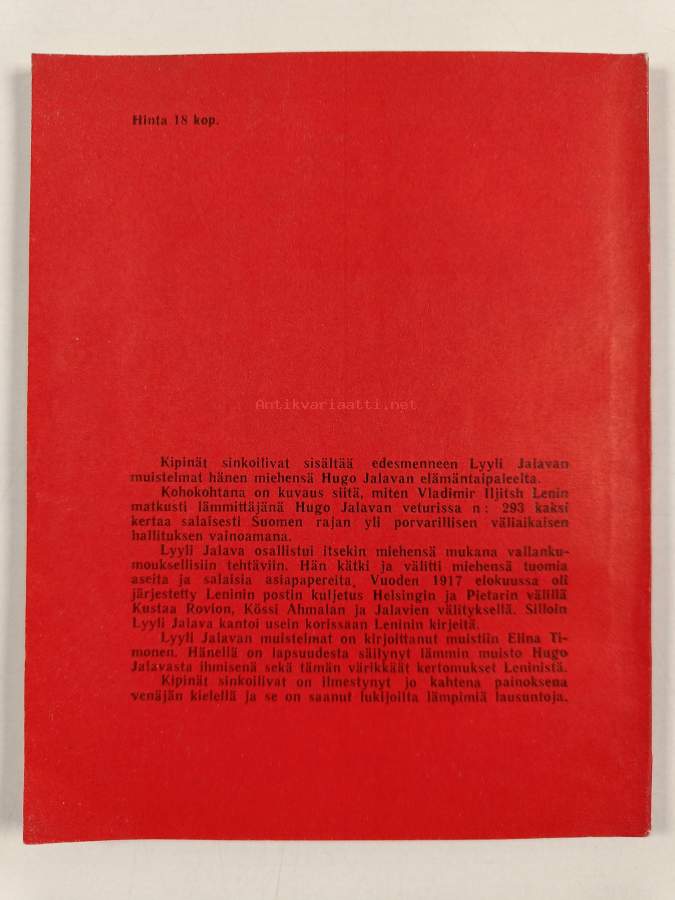 Hinta 18 kop.
Antikvariaatti.net
Kipinät sinkoilivat sisältää edesmenneen Lyyli Jalavan
muistelmat hänen miehensä Hugo Jalavan elämäntaipaleelta.
Kohokohtana on kuvaus siitä, miten Vladimir Iljitsh Lenin
matkusti lämmittäjänä Hugo Jalavan veturissa n: 293 kaksi
kertaa salaisesti Suomen rajan yli porvarillisen väliaikaisen
hallituksen vainoamana.
Lyyli Jalava osallistui itsekin miehensä mukana vallanku-
mouksellisiin tehtäviin. Hän kätki ja välitti miehensä tuomia
aseita ja salaisia asiapapereita. Vuoden 1917 elokuussa oli
järjestetty Leninin postin kuljetus Helsingin ja Pietarin välillä
Kustaa Rovion, Kössi Ahmalan ja Jalavien välityksellä. Silloin
Lyyli Jalava kantoi usein korissaan Leninin kirjeitä.
Lyyli Jalavan muistelmat on kirjoittanut muistiin Elina Ti-
monen. Hänellä on lapsuudesta säilynyt lämmin muisto Hugo
Jalavasta ihmisenä sekä tämän värikkäät kertomukset Leninistä.
Kipinät sinkoilivat on ilmestynyt jo kahtena painoksena
venäjän kielellä ja se on saanut lukijoilta lämpimiä lausuntoja.